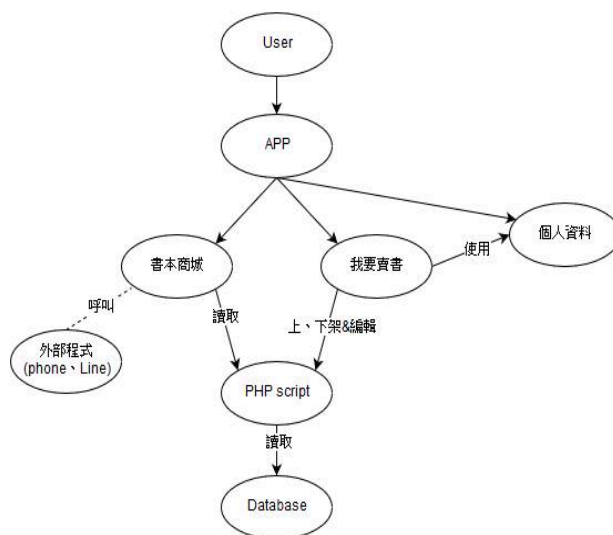 User
APP
書本商城
我要賣書
個人資料
使用
呼叫
讀取
上、下架&編輯
外部程式
(phone、Line)
PHP script
讀取
Database